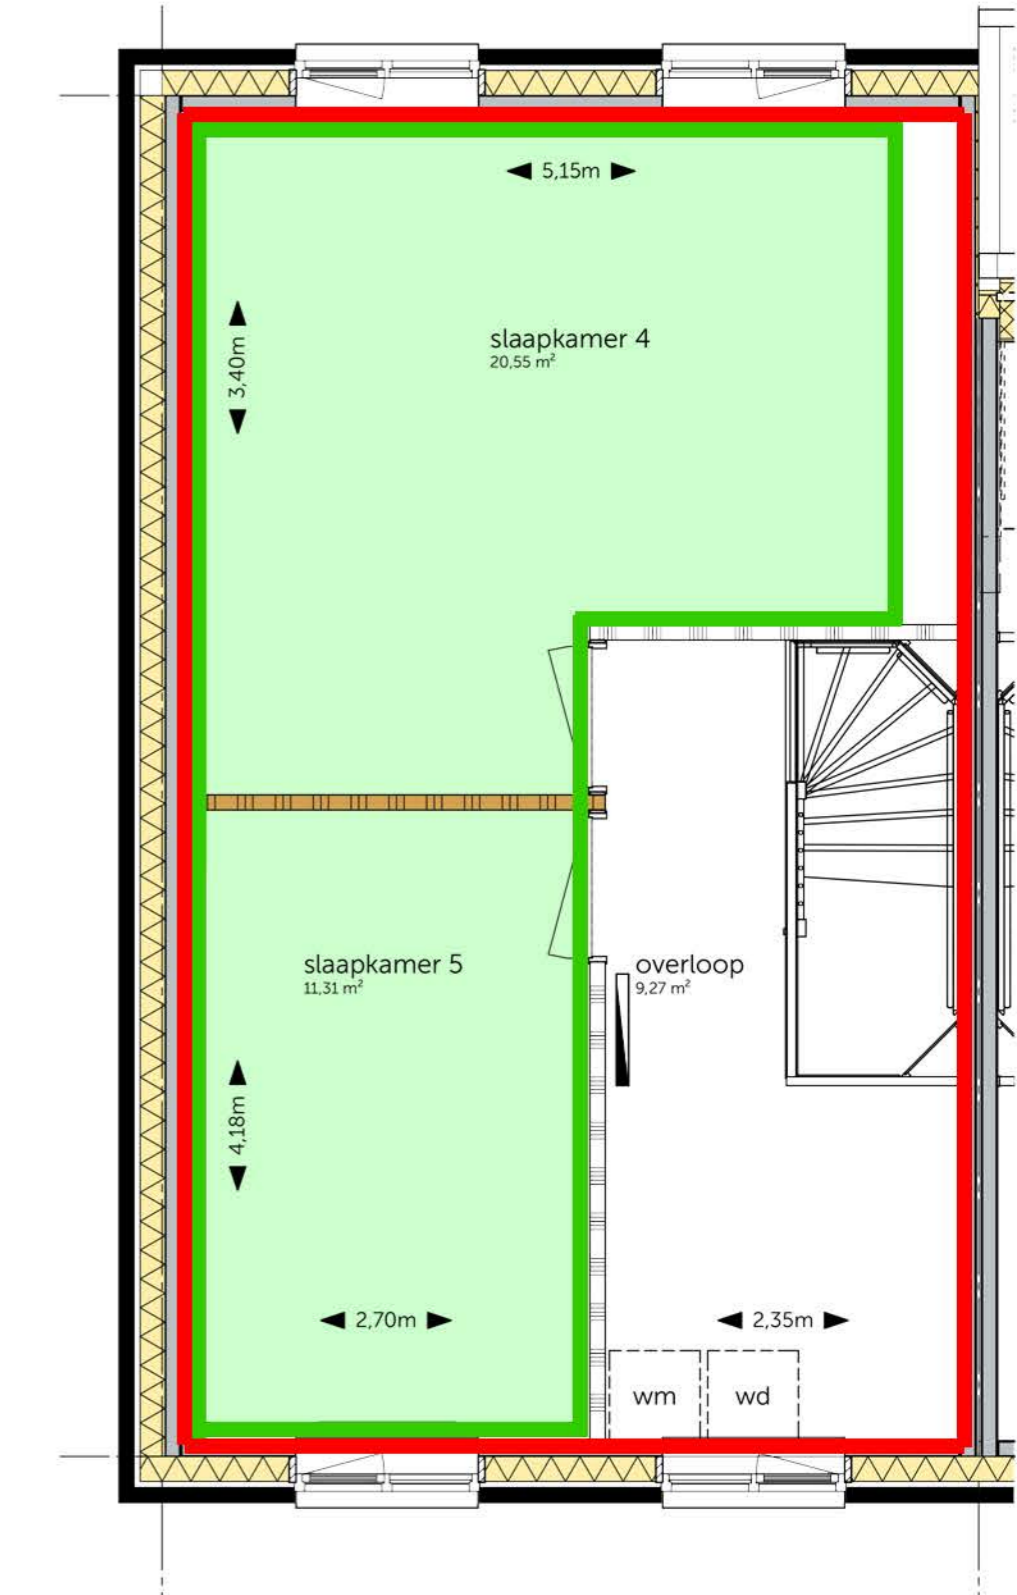 5,15m
slaapkamer 4
20,55 m²
3,40m
slaapkamer 5
11,31 m²
overloop
9,27 m²
4,18m
2,70m
2,35m
wm
wd